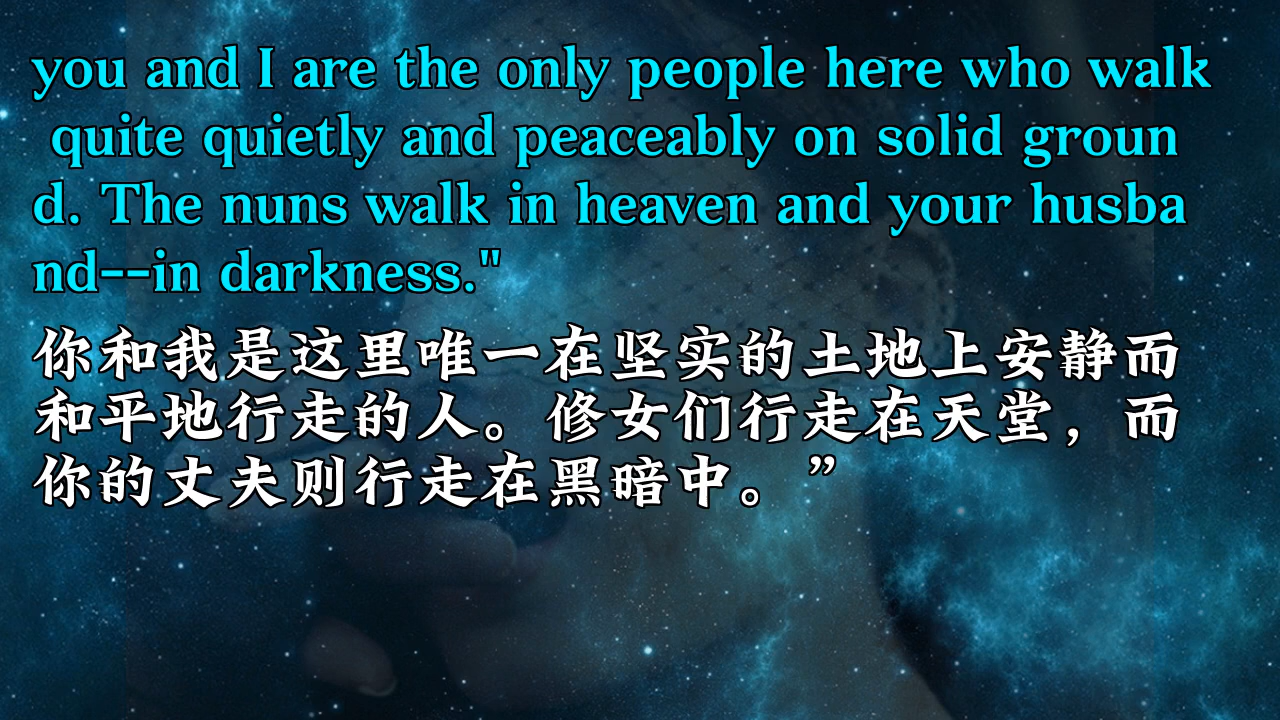 you and I are the only people here who walk
quite quietly and peaceably on solid groun
d. The nuns walk in heaven and your husba
nd--in darkness."
你和我是这里唯一在坚实的土地上安静而
和平地行走的人。修女们行走在天堂，而
你的丈夫则行走在黑暗中。”